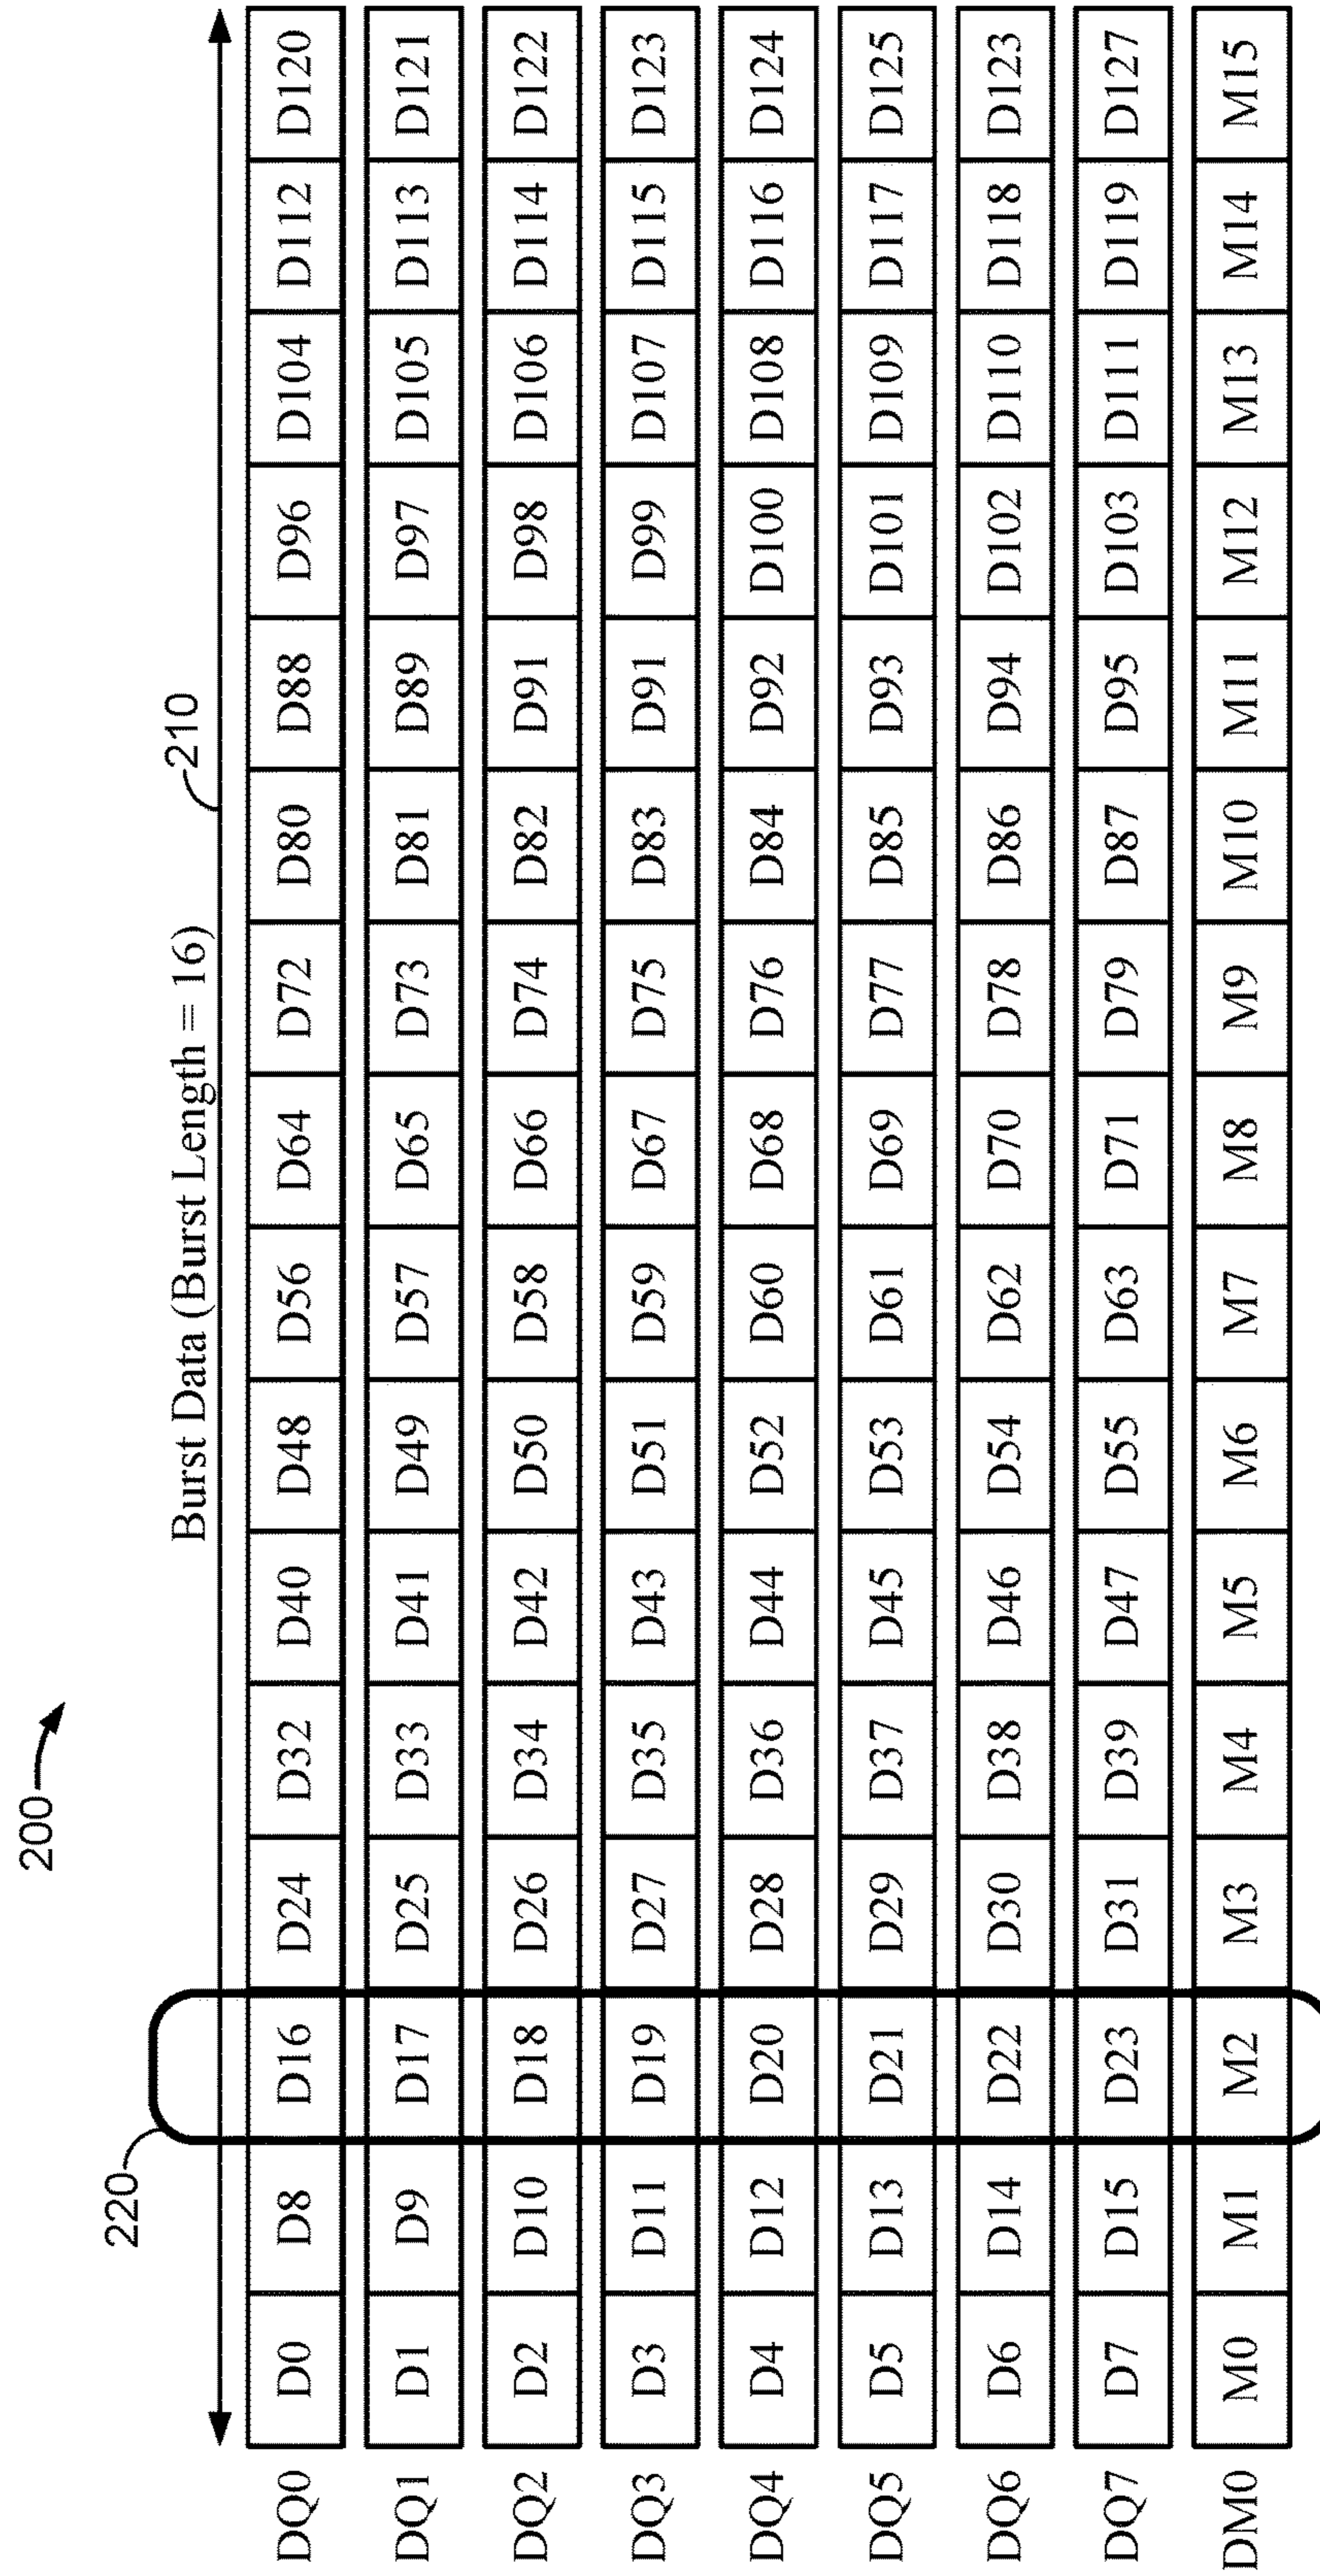 200
Burst Data (Burst Length = 16)
210
220
DQ0 D0 D8 D16 D24 D32 D40 D48 D56 D64 D72 D80 D88 D96 D104 D112 D120
DQ1 D1 D9 D17 D25 D33 D41 D49 D57 D65 D73 D81 D89 D97 D105 D113 D121
DQ2 D2 D10 D18 D26 D34 D42 D50 D58 D66 D74 D82 D91 D98 D106 D114 D122
DQ3 D3 D11 D19 D27 D35 D43 D51 D59 D67 D75 D83 D91 D99 D107 D115 D123
DQ4 D4 D12 D20 D28 D36 D44 D52 D60 D68 D76 D84 D92 D100 D108 D116 D124
DQ5 D5 D13 D21 D29 D37 D45 D53 D61 D69 D77 D85 D93 D101 D109 D117 D125
DQ6 D6 D14 D22 D30 D38 D46 D54 D62 D70 D78 D86 D94 D102 D110 D118 D123
DQ7 D7 D15 D23 D31 D39 D47 D55 D63 D71 D79 D87 D95 D103 D111 D119 D127
DM0 M0 M1 M2 M3 M4 M5 M6 M7 M8 M9 M10 M11 M12 M13 M14 M15